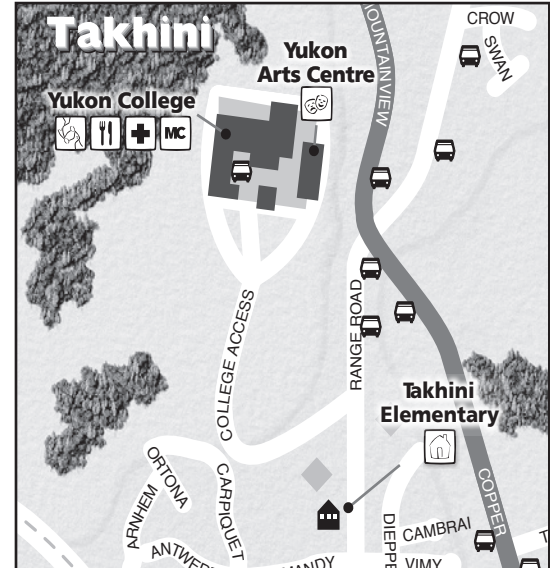 Takhini
CROW
SWAN
MOUNTAINVIEW
Yukon
Arts Centre
Yukon College
MC
COLLEGE ACCESS
RANGE ROAD
Takhini
Elementary
ORTONA
ARNHEM
CARPIQUET
COPPER
DIEPPE
CAMBRAI
VIMY